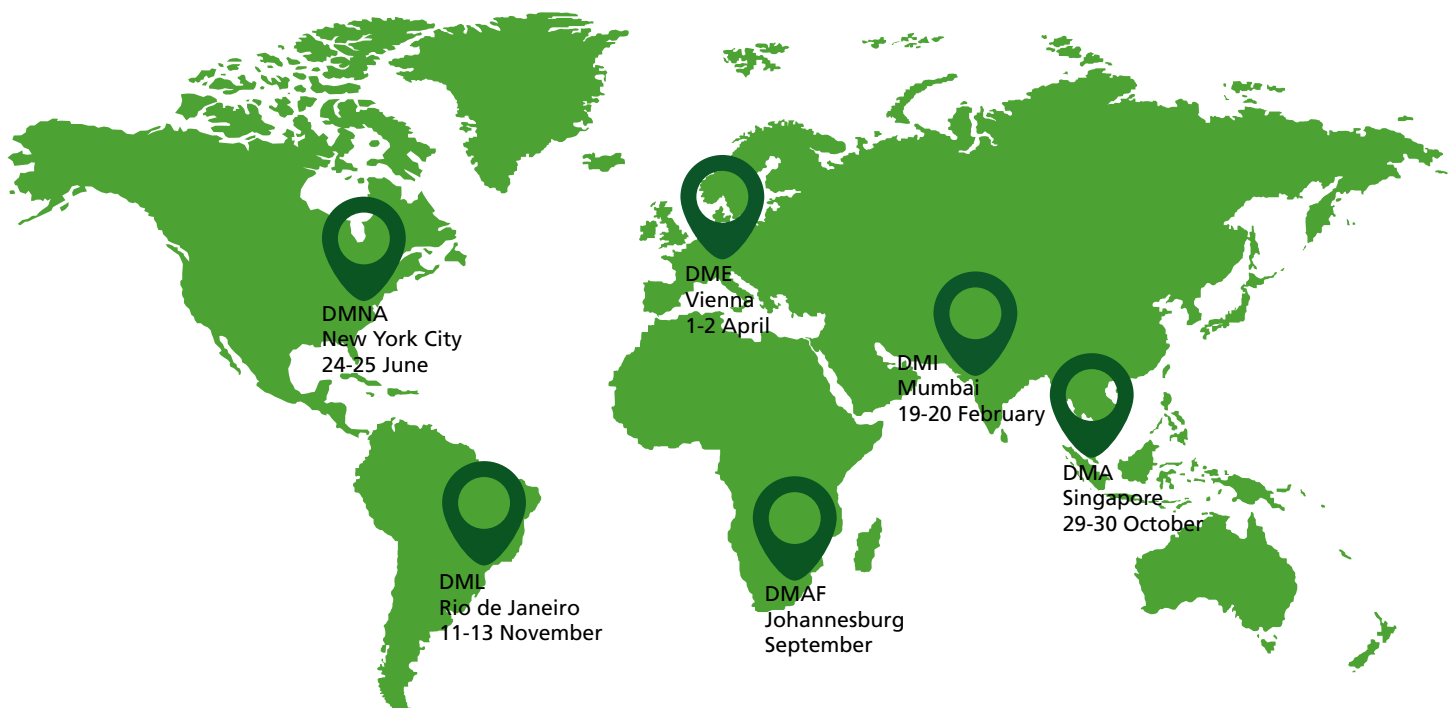 DME
Vienna
1-2 April
DMNA
New York City
24-25 June
DMI
Mumbai
19-20 February
DMA
Singapore
29-30 October
DML
Rio de Janeiro
11-13 November
DMAF
Johannesburg
September